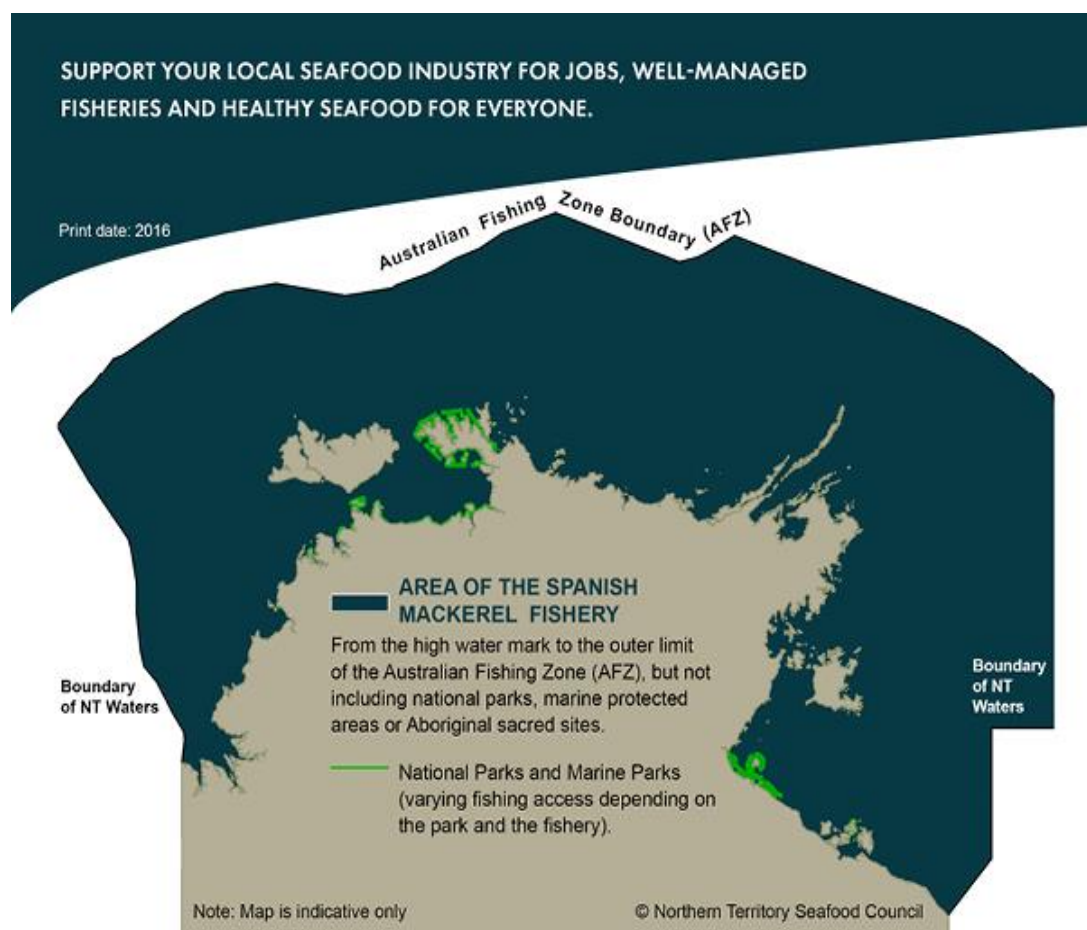 SUPPORT YOUR LOCAL SEAFOOD INDUSTRY FOR JOBS, WELL-MANAGED
FISHERIES AND HEALTHY SEAFOOD FOR EVERYONE.
Print date: 2016
Australian Fishing Zone Boundary (AFZ)
AREA OF THE SPANISH
MACKEREL FISHERY
From the high water mark to the outer limit
of the Australian Fishing Zone (AFZ), but not
including national parks, marine protected
areas or Aboriginal sacred sites.
Boundary
of NT Waters
Boundary
of NT
Waters
National Parks and Marine Parks
(varying fishing access depending on
the park and the fishery).
Note: Map is indicative only
© Northern Territory Seafood Council